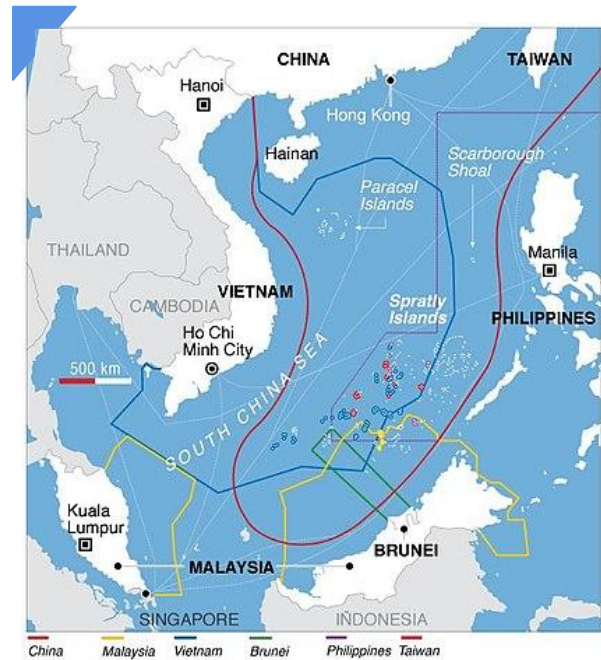 CHINA
TAIWAN
Hanoi
Hong Kong
Hainan
Scarborough
Shoal
Paracel
Islands
THAILAND
Manila
VIETNAM
CAMBODIA
Spratly
Islands
PHILIPPINES
Ho Chi
Minh City
500 km
SOUTH CHINA SEA
Kuala
Lumpur
BRUNEI
MALAYSIA
SINGAPORE
INDONESIA
China
Malaysia
Vietnam
Brunei
Philippines
Taiwan